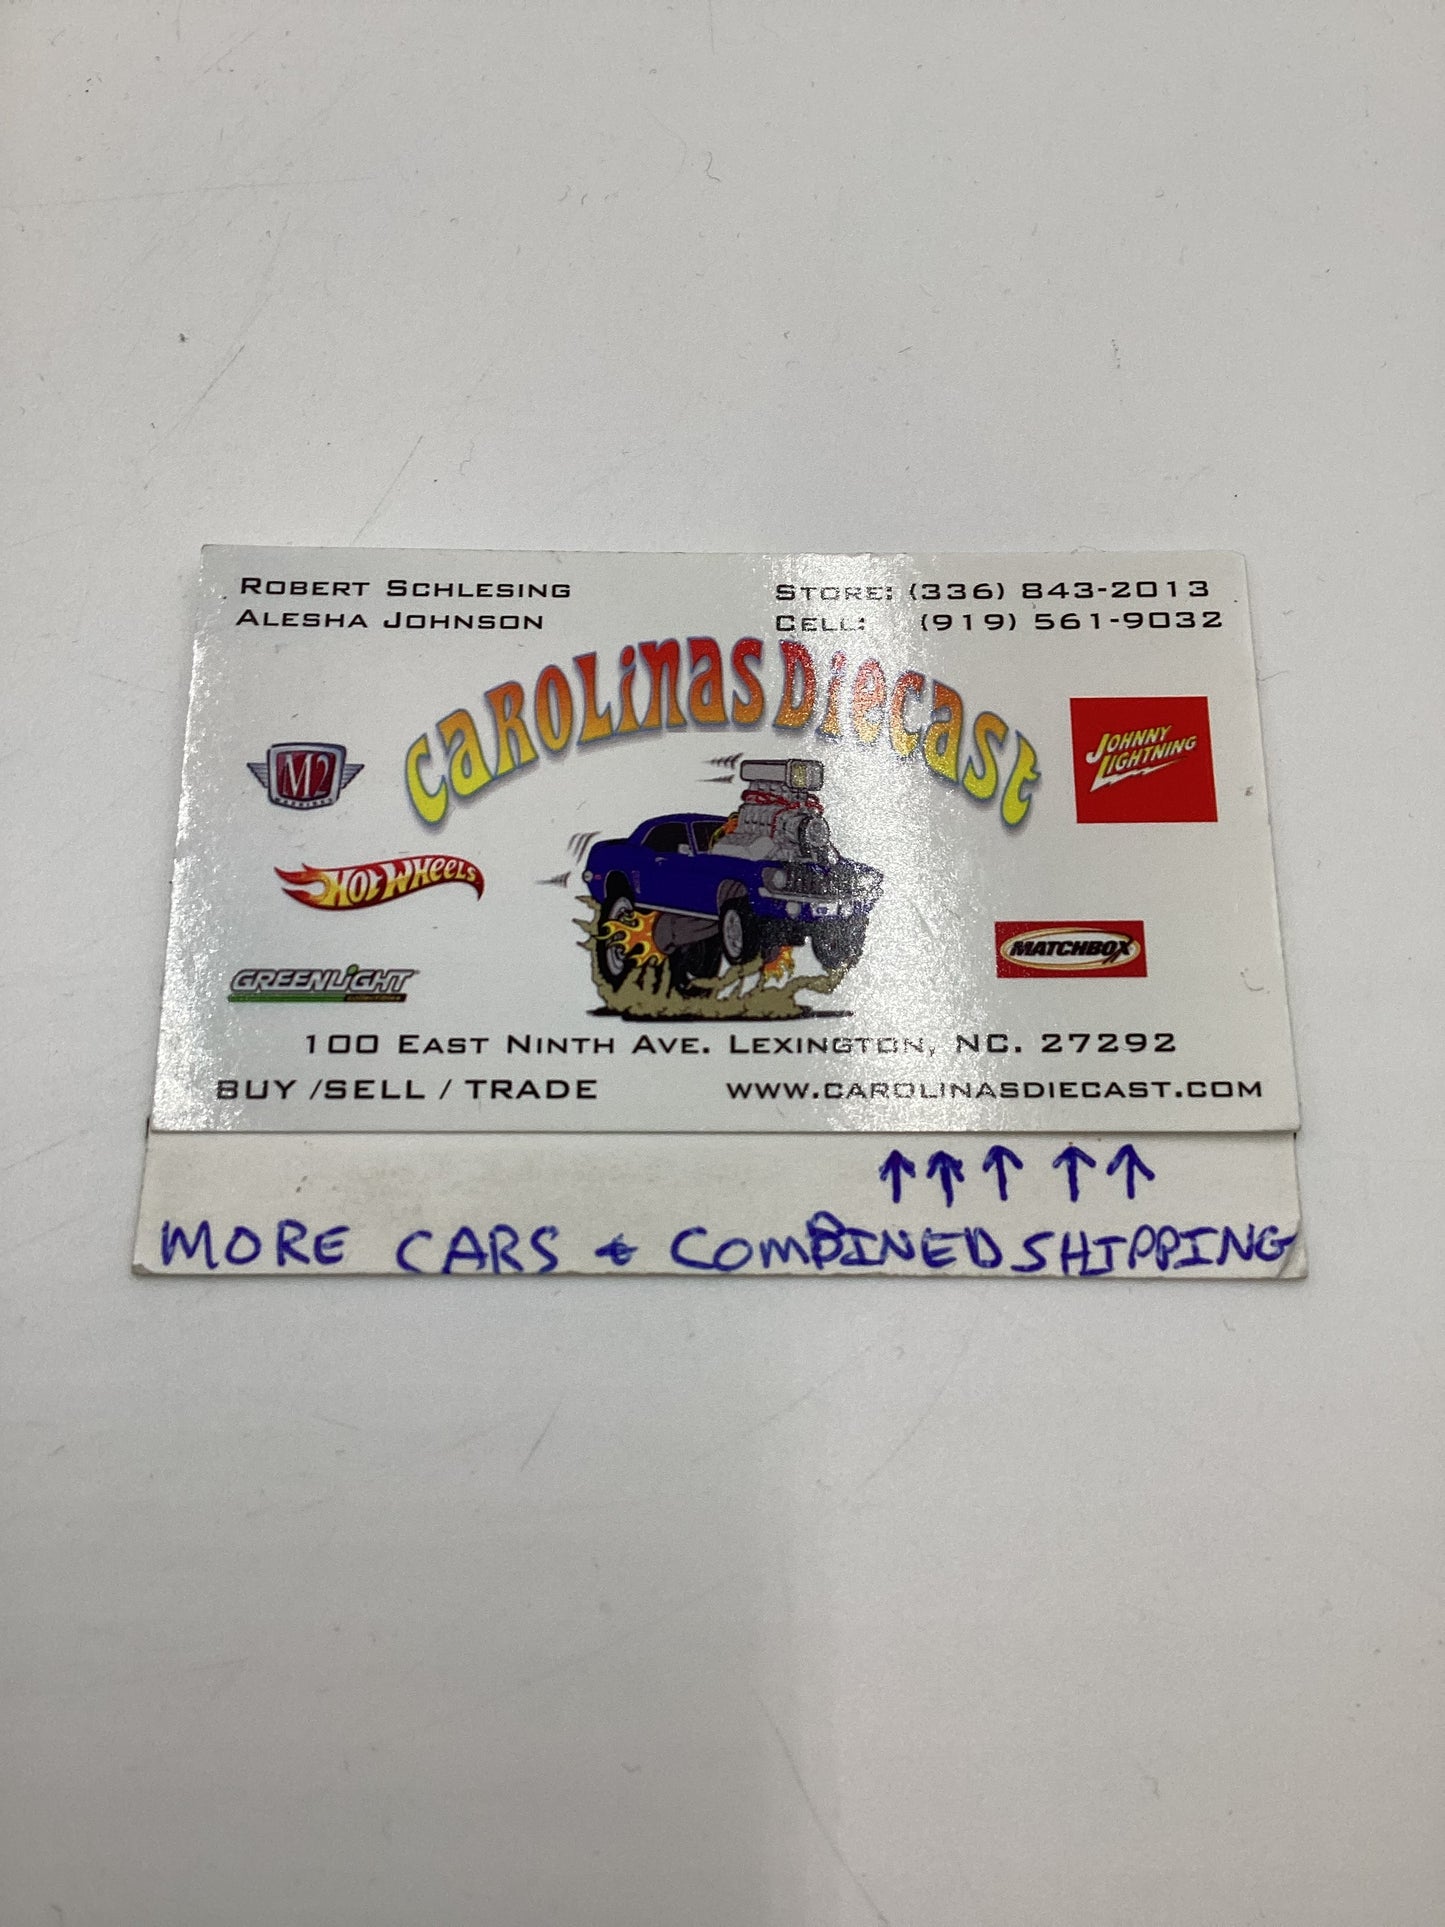 ROBERT SCHLESING
ALESHA JOHNSON
STORE: (336) 843-2013
CELL: (919) 561-9032
CAROLINAS DIECAST
M2
MACHINES
JOHNNY
LIGHTNING
HOT WHEELS
MATCHBOX
GREENLIGHT
collectibles
100 EAST NINTH AVE. LEXINGTON, NC. 27292
BUY /SELL / TRADE
WWW.CAROLINASDIECAST.COM
↑↑↑ ↑↑
MORE CARS & COMBINED SHIPPING